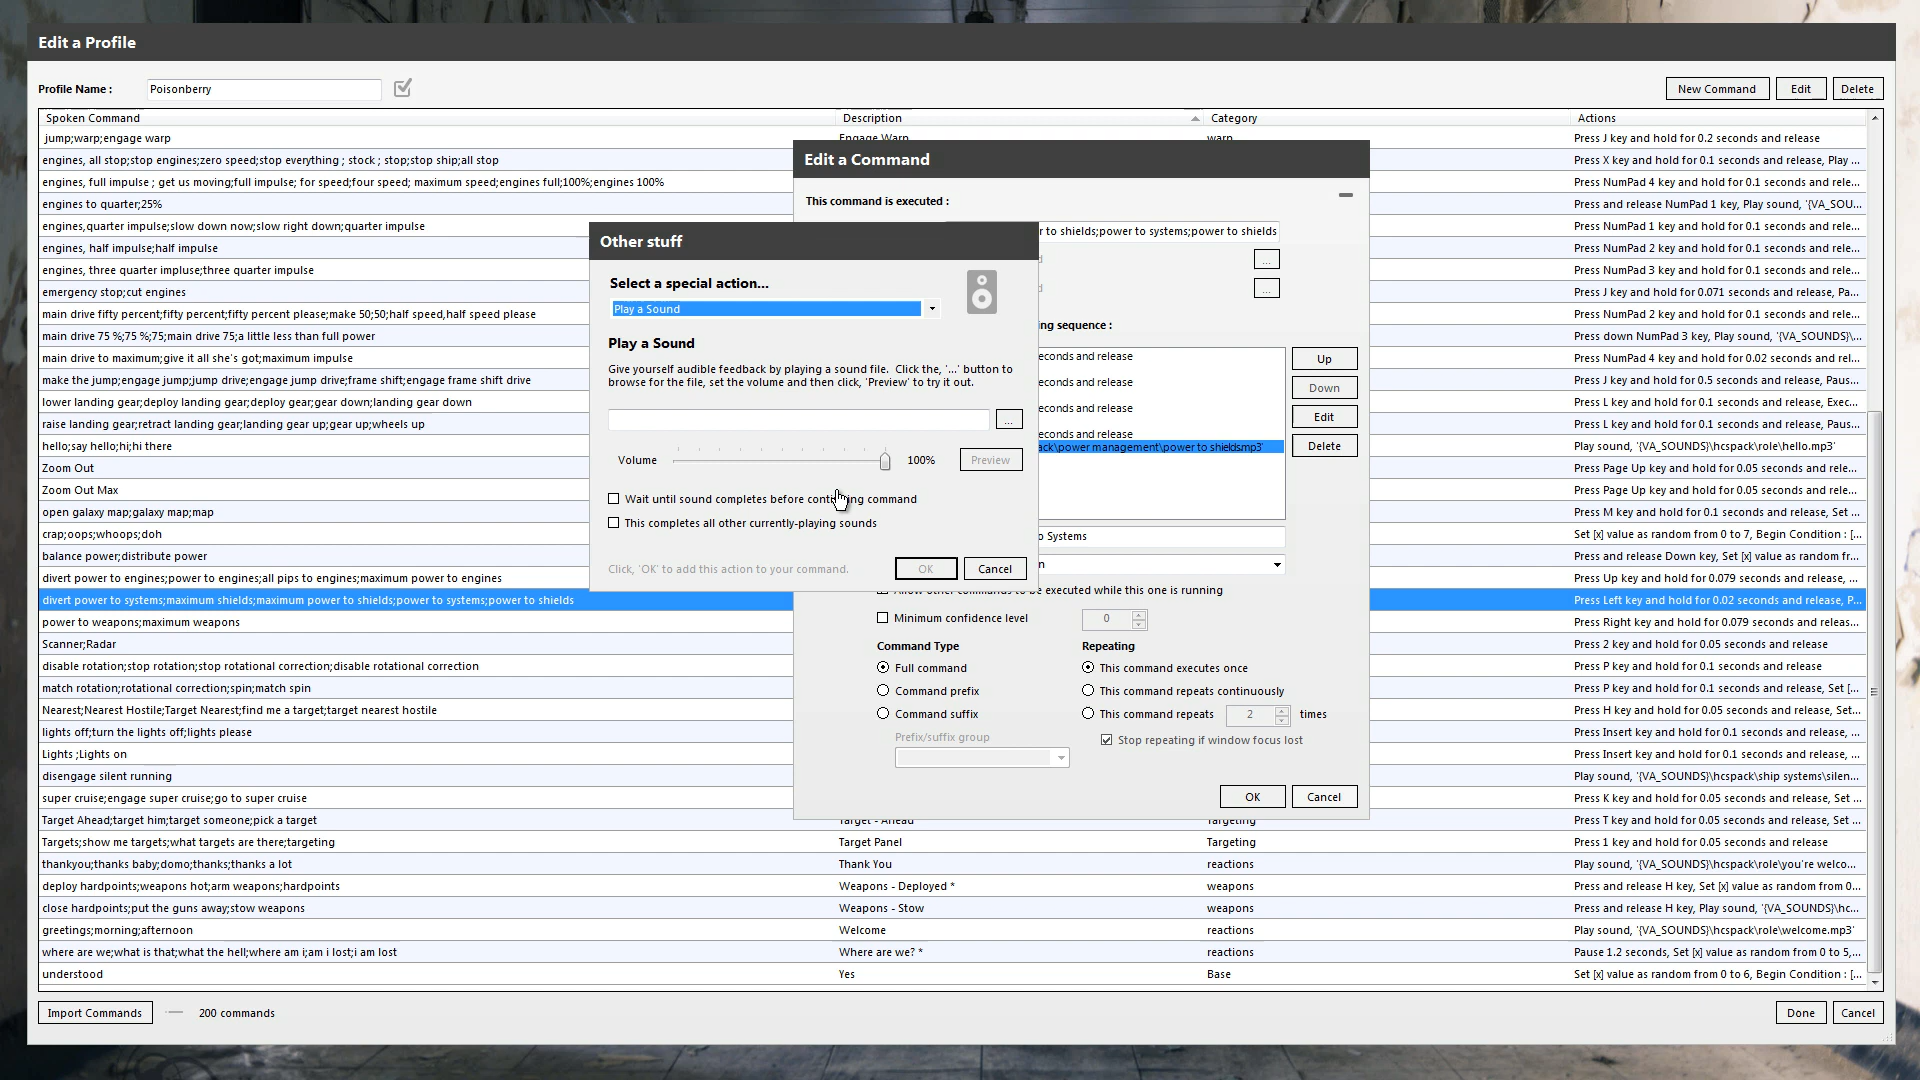 Edit a Profile
Profile Name : Poisonberry New Command Edit Delete
Spoken Command Description Category Actions
jump;warp;engage warp Engage Warp warp Press J key and hold for 0.2 seconds and release
Edit a Command
engines, all stop;stop engines;zero speed;stop everything ; stock ; stop;stop ship;all stop Press X key and hold for 0.1 seconds and release, Play ...
engines, full impulse ; get us moving;full impulse; for speed;four speed; maximum speed;engines full;100%;engines 100% Press NumPad 4 key and hold for 0.1 seconds and rele...
This command is executed :
engines to quarter;25% Press and release NumPad 1 key, Play sound, '{VA_SOU...
engines,quarter impulse;slow down now;slow right down;quarter impulse Press NumPad 1 key and hold for 0.1 seconds and rele...
r to shields;power to systems;power to shields
Other stuff
engines, half impulse;half impulse Press NumPad 2 key and hold for 0.1 seconds and rele...
engines, three quarter impluse;three quarter impulse Press NumPad 3 key and hold for 0.1 seconds and rele...
Select a special action...
emergency stop;cut engines Press J key and hold for 0.071 seconds and release, Pa...
Play a Sound
main drive fifty percent;fifty percent;fifty percent please;make 50;50;half speed,half speed please Press NumPad 2 key and hold for 0.1 seconds and rele...
ing sequence :
main drive 75 %;75 %;75;main drive 75;a little less than full power Press down NumPad 3 key, Play sound, '{VA_SOUNDS}\...
Play a Sound
main drive to maximum;give it all she's got;maximum impulse econds and release Up Press NumPad 4 key and hold for 0.02 seconds and rel...
Give yourself audible feedback by playing a sound file. Click the, '...' button to
browse for the file, set the volume and then click, 'Preview' to try it out.
make the jump;engage jump;jump drive;engage jump drive;frame shift;engage frame shift drive econds and release Down Press J key and hold for 0.5 seconds and release, Paus...
lower landing gear;deploy landing gear;deploy gear;gear down;landing gear down econds and release Press L key and hold for 0.1 seconds and release, Exec...
raise landing gear;retract landing gear;landing gear up;gear up;wheels up ... Edit Press L key and hold for 0.1 seconds and release, ...
econds and release
hello;say hello;hi;hi there ack\power management\power to shields.mp3' Delete Play sound, '{VA_SOUNDS}\hcspack\role\hello.mp3'
Volume 100% Preview
Zoom Out Press Page Up key and hold for 0.05 seconds and rele...
Zoom Out Max Press Page Up key and hold for 0.05 seconds and rele...
Wait until sound completes before continuing command
open galaxy map;galaxy map;map Press M key and hold for 0.1 seconds and release, Set ...
This completes all other currently-playing sounds
crap;oops;whoops;doh o Systems Set [x] value as random from 0 to 7, Begin Condition : [...
balance power;distribute power Press and release Down key, Set [x] value as random fr...
Click, 'OK' to add this action to your command. OK Cancel n
divert power to engines;power to engines;all pips to engines;maximum power to engines Press Up key and hold for 0.079 seconds and release, ...
Allow other commands to be executed while this one is running
divert power to systems;maximum shields;maximum power to shields;power to systems;power to shields Press Left key and hold for 0.02 seconds and release, P...
power to weapons;maximum weapons Minimum confidence level 0 Press Right key and hold for 0.079 seconds and releas...
Scanner;Radar Command Type Repeating Press 2 key and hold for 0.05 seconds and release
disable rotation;stop rotation;stop rotational correction;disable rotational correction Full command This command executes once Press P key and hold for 0.1 seconds and release
match rotation;rotational correction;spin;match spin Command prefix This command repeats continuously Press P key and hold for 0.1 seconds and release, Set [...
Nearest;Nearest Hostile;Target Nearest;find me a target;target nearest hostile Command suffix This command repeats 2 times Press H key and hold for 0.05 seconds and release, Set...
lights off;turn the lights off;lights please Prefix/suffix group Stop repeating if window focus lost Press Insert key and hold for 0.1 seconds and release, ...
Lights ;Lights on Press Insert key and hold for 0.1 seconds and release, ...
disengage silent running Play sound, '{VA_SOUNDS}\hcspack\ship systems\silen...
super cruise;engage super cruise;go to super cruise OK Cancel Press K key and hold for 0.05 seconds and release, Set ...
Target Ahead;target him;target someone;pick a target Target - Ahead Targeting Press T key and hold for 0.05 seconds and release, Set ...
Targets;show me targets;what targets are there;targeting Target Panel Targeting Press 1 key and hold for 0.05 seconds and release
thankyou;thanks baby;domo;thanks;thanks a lot Thank You reactions Play sound, '{VA_SOUNDS}\hcspack\role\you're welco...
deploy hardpoints;weapons hot;arm weapons;hardpoints Weapons - Deployed * weapons Press and release H key, Set [x] value as random from 0...
close hardpoints;put the guns away;stow weapons Weapons - Stow weapons Press and release H key, Play sound, '{VA_SOUNDS}\hc...
greetings;morning;afternoon Welcome reactions Play sound, '{VA_SOUNDS}\hcspack\role\welcome.mp3'
where are we;what is that;what the hell;where am i;am i lost;i am lost Where are we? * reactions Pause 1.2 seconds, Set [x] value as random from 0 to 5,...
understood Yes Base Set [x] value as random from 0 to 6, Begin Condition : [...
Import Commands 200 commands Done Cancel